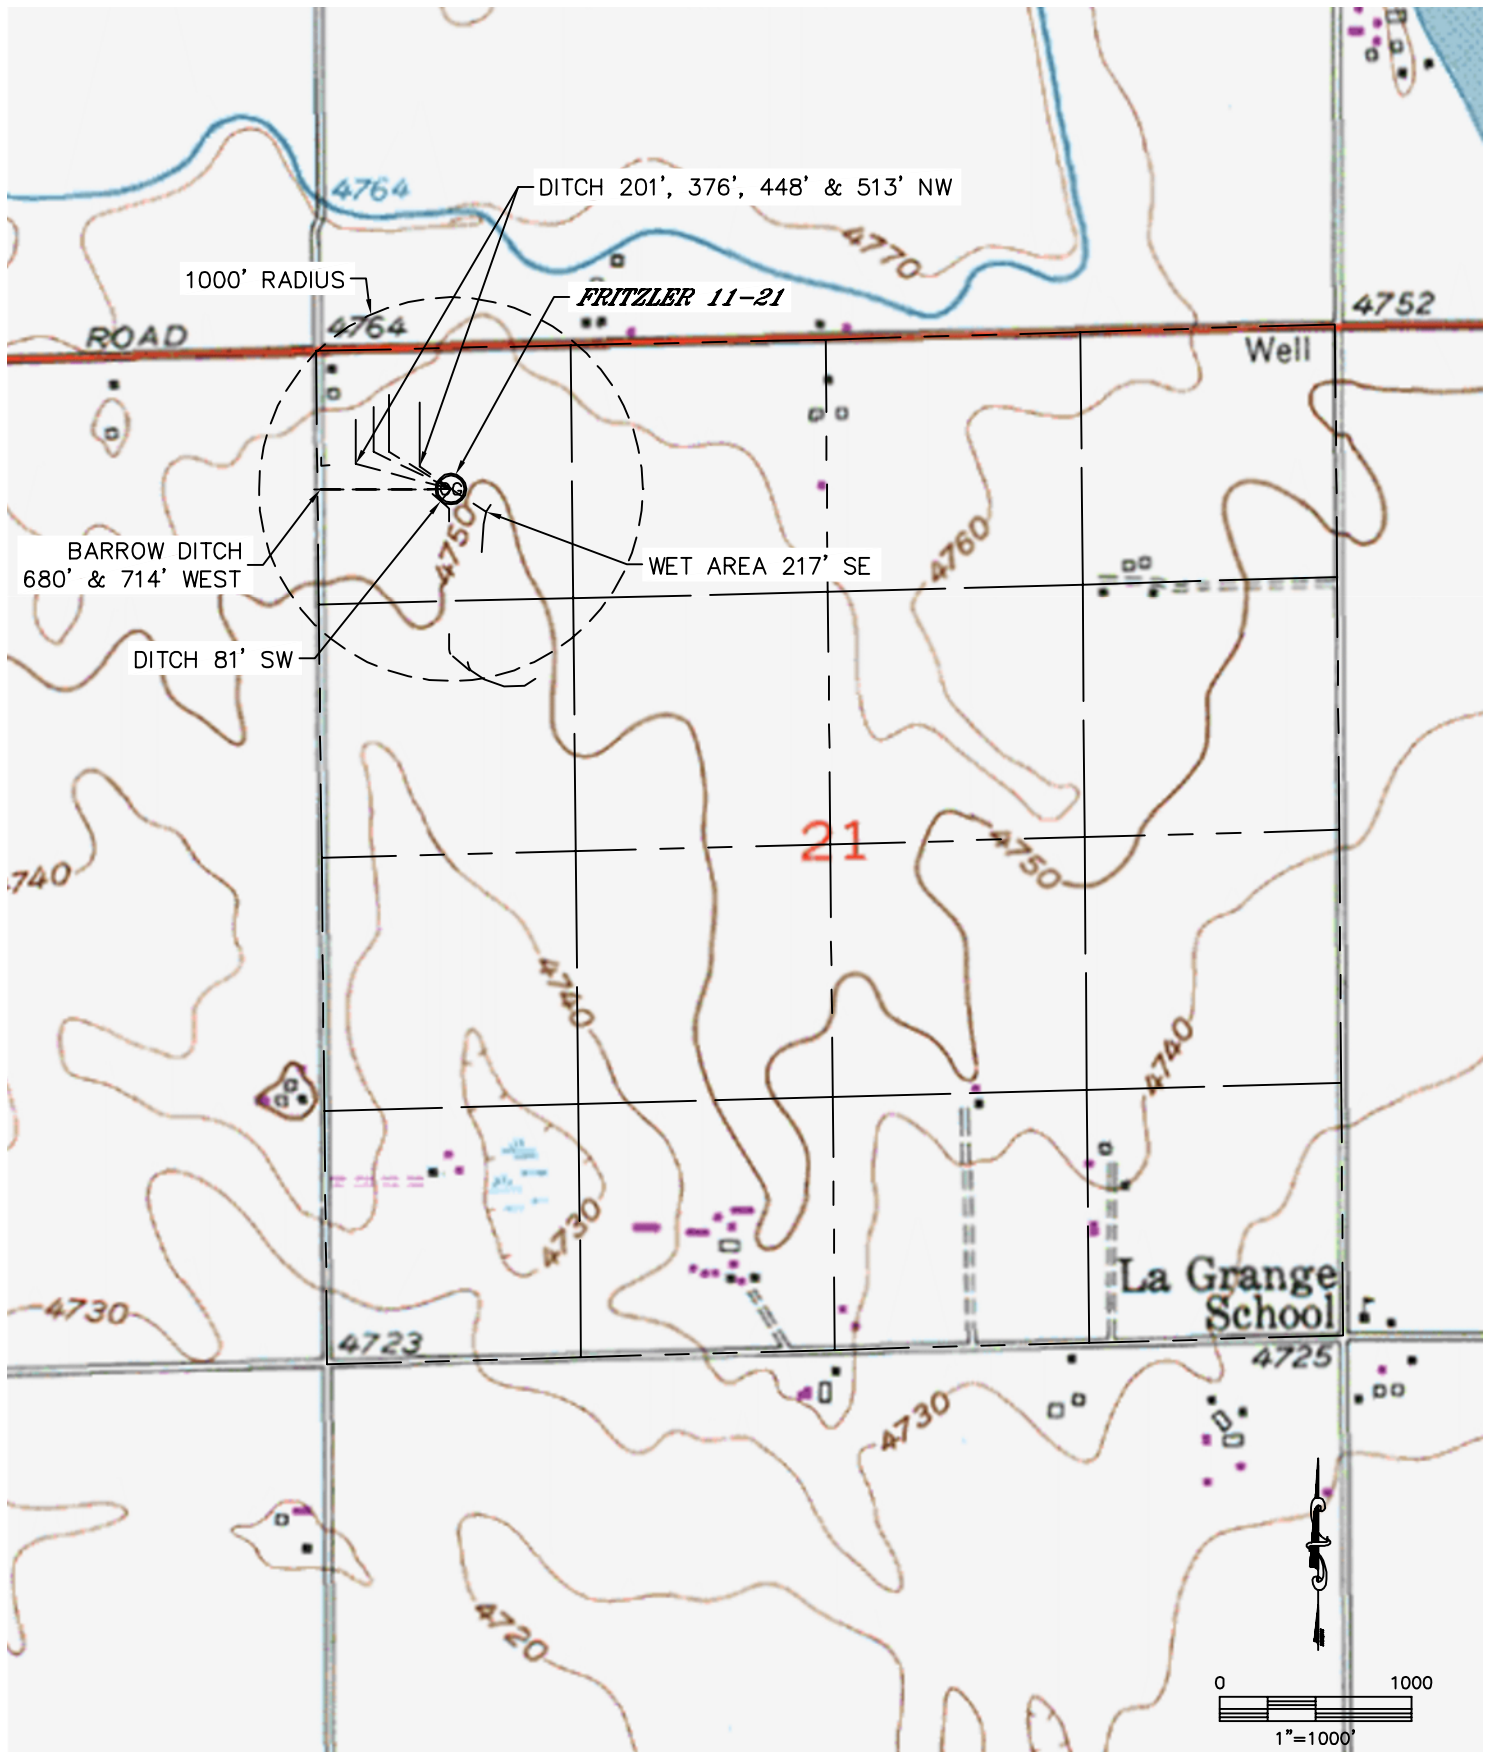 4764
DITCH 201', 376', 448' & 513' NW
4770
1000' RADIUS
FRITZLER 11-21
4752
ROAD
4764
Well
4750
4760
BARROW DITCH
680' & 714' WEST
WET AREA 217' SE
DITCH 81' SW
21
4750
4740
4740
4740
4730
La Grange
School
4730
4723
4725
4730
4720
0 1000
1"=1000'